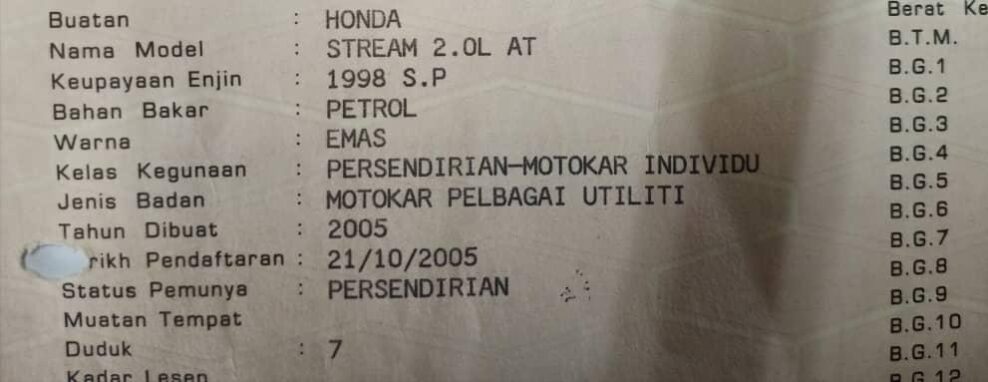 Buatan : HONDA
Nama Model : STREAM 2.0L AT
Keupayaan Enjin : 1998 S.P
Bahan Bakar : PETROL
Warna : EMAS
Kelas Kegunaan : PERSENDIRIAN-MOTOKAR INDIVIDU
Jenis Badan : MOTOKAR PELBAGAI UTILITI
Tahun Dibuat : 2005
rikh Pendaftaran : 21/10/2005
Status Pemunya : PERSENDIRIAN
Muatan Tempat
Duduk : 7
Kadar Lesen
Berat Ke
B.T.M.
B.G.1
B.G.2
B.G.3
B.G.4
B.G.5
B.G.6
B.G.7
B.G.8
B.G.9
B.G.10
B.G.11
B.G.12